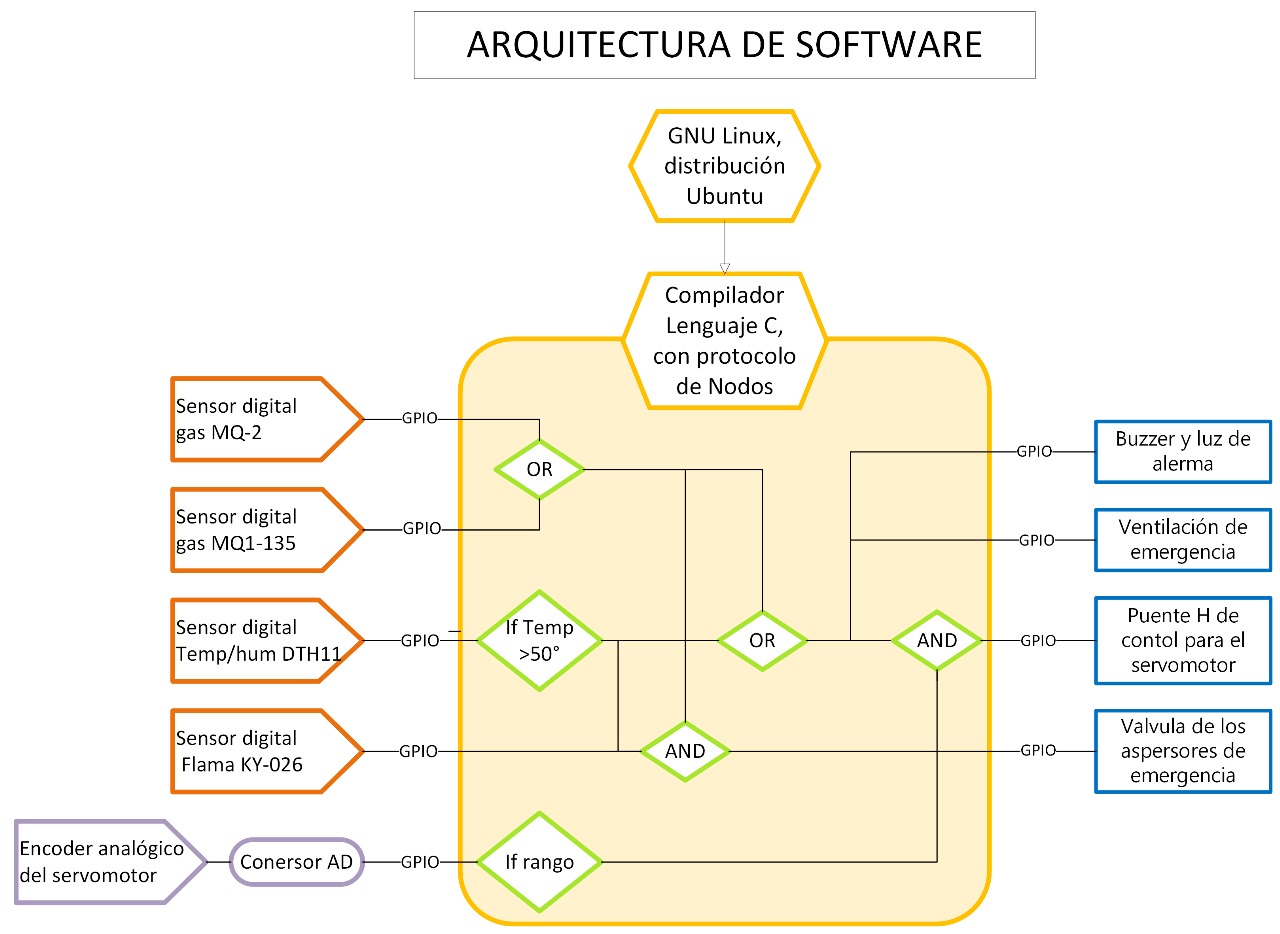 ARQUITECTURA DE SOFTWARE
GNU Linux,
distribución
Ubuntu
Compilador
Lenguaje C,
con protocolo
de Nodos
Sensor digital
gas MQ-2
GPIO
OR
Sensor digital
gas MQ1-135
GPIO
Sensor digital
Temp/hum DTH11
GPIO
If Temp
>50°
OR
AND
Sensor digital
Flama KY-026
GPIO
AND
Encoder analógico
del servomotor
Conersor AD
GPIO
If rango
GPIO
Buzzer y luz de
alerma
GPIO
Ventilación de
emergencia
GPIO
Puente H de
contol para el
servomotor
GPIO
Valvula de los
aspersores de
emergencia